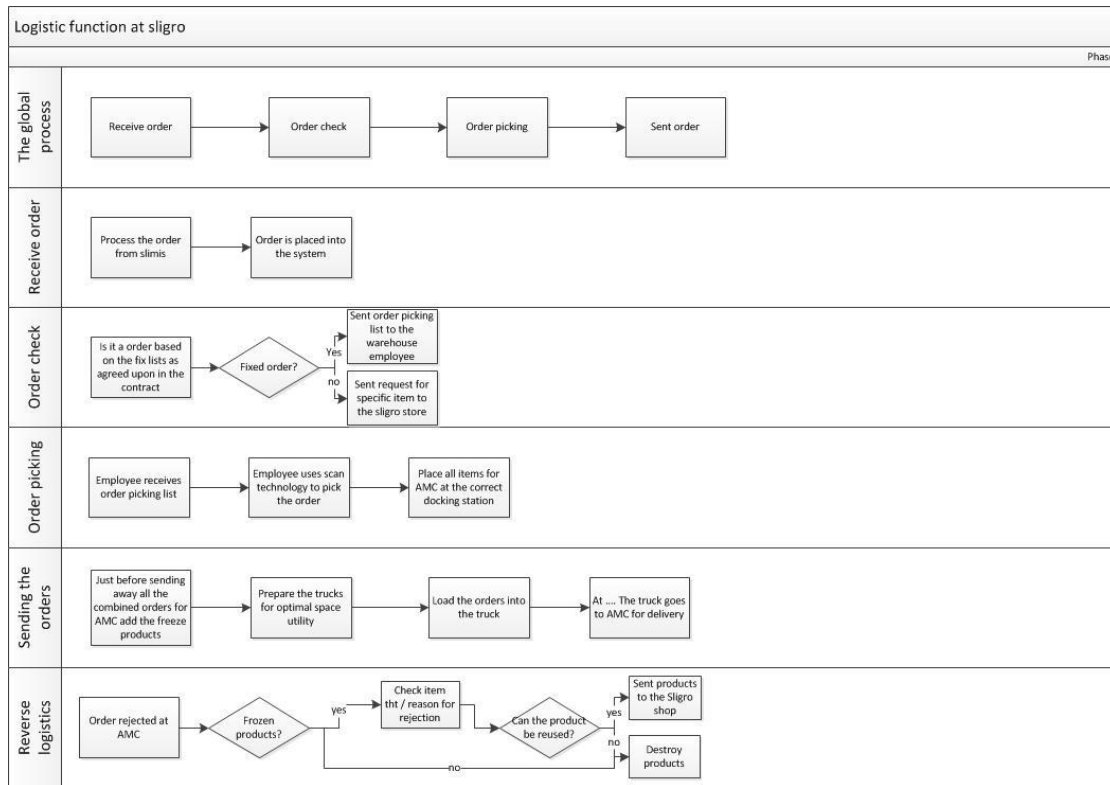 Logistic function at sligro
Phase
The global
process
Receive order
Order check
Order picking
Sent order
Receive order
Process the order
from slimis
Order is placed into
the system
Order check
Is it a order based
on the fix lists as
agreed upon in the
contract
Fixed order?
Yes
no
Sent order picking
list to the
warehouse
employee
Sent request for
specific item to
the sligro store
Order picking
Employee receives
order picking list
Employee uses scan
technology to pick
the order
Place all items for
AMC at the correct
docking station
Sending the
orders
Just before sending
away all the
combined orders for
AMC add the freeze
products
Prepare the trucks
for optimal space
utility
Load the orders into
the truck
At .... The truck goes
to AMC for delivery
Reverse
logistics
Order rejected at
AMC
Frozen
products?
yes
no
Check item
tht / reason for
rejection
Can the product
be reused?
yes
no
Sent products
to the Sligro
shop
Destroy
products